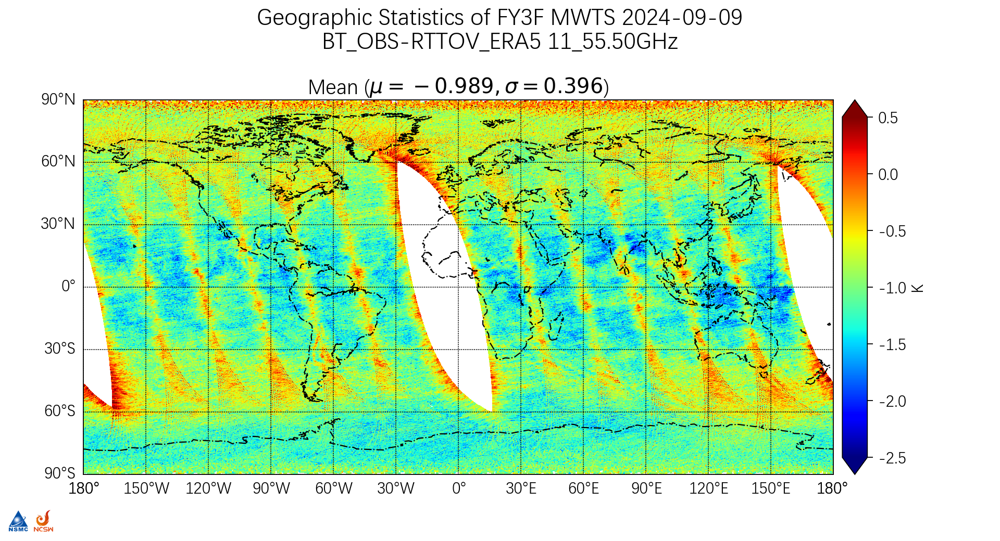 Geographic Statistics of FY3F MWTS 2024-09-09
BT_OBS-RTTOV_ERA5 11_55.50GHz
Mean (μ = −0.989, σ = 0.396)
90°N
60°N
30°N
0°
30°S
60°S
90°S
180° 150°W 120°W 90°W 60°W 30°W 0° 30°E 60°E 90°E 120°E 150°E 180°
0.5
0.0
-0.5
-1.0
-1.5
-2.0
-2.5
K
NSMC NCSW